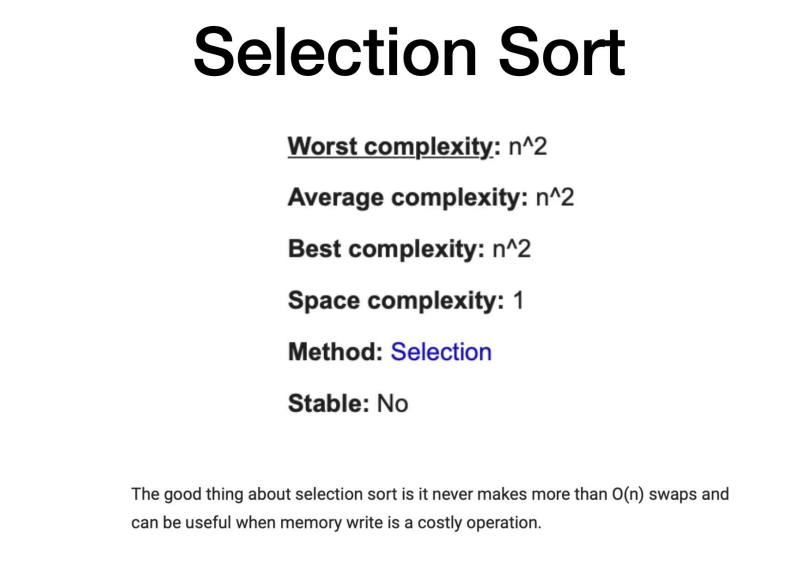 Selection Sort
Worst complexity: n^2
Average complexity: n^2
Best complexity: n^2
Space complexity: 1
Method: Selection
Stable: No
The good thing about selection sort is it never makes more than O(n) swaps and
can be useful when memory write is a costly operation.